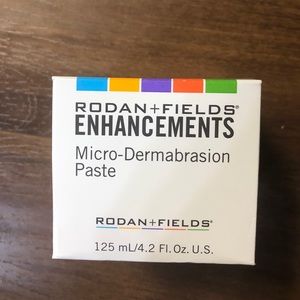 RODAN+FIELDS®
ENHANCEMENTS
Micro-Dermabrasion
Paste
RODAN+FIELDS®
125 mL/4.2 Fl. Oz. U.S.